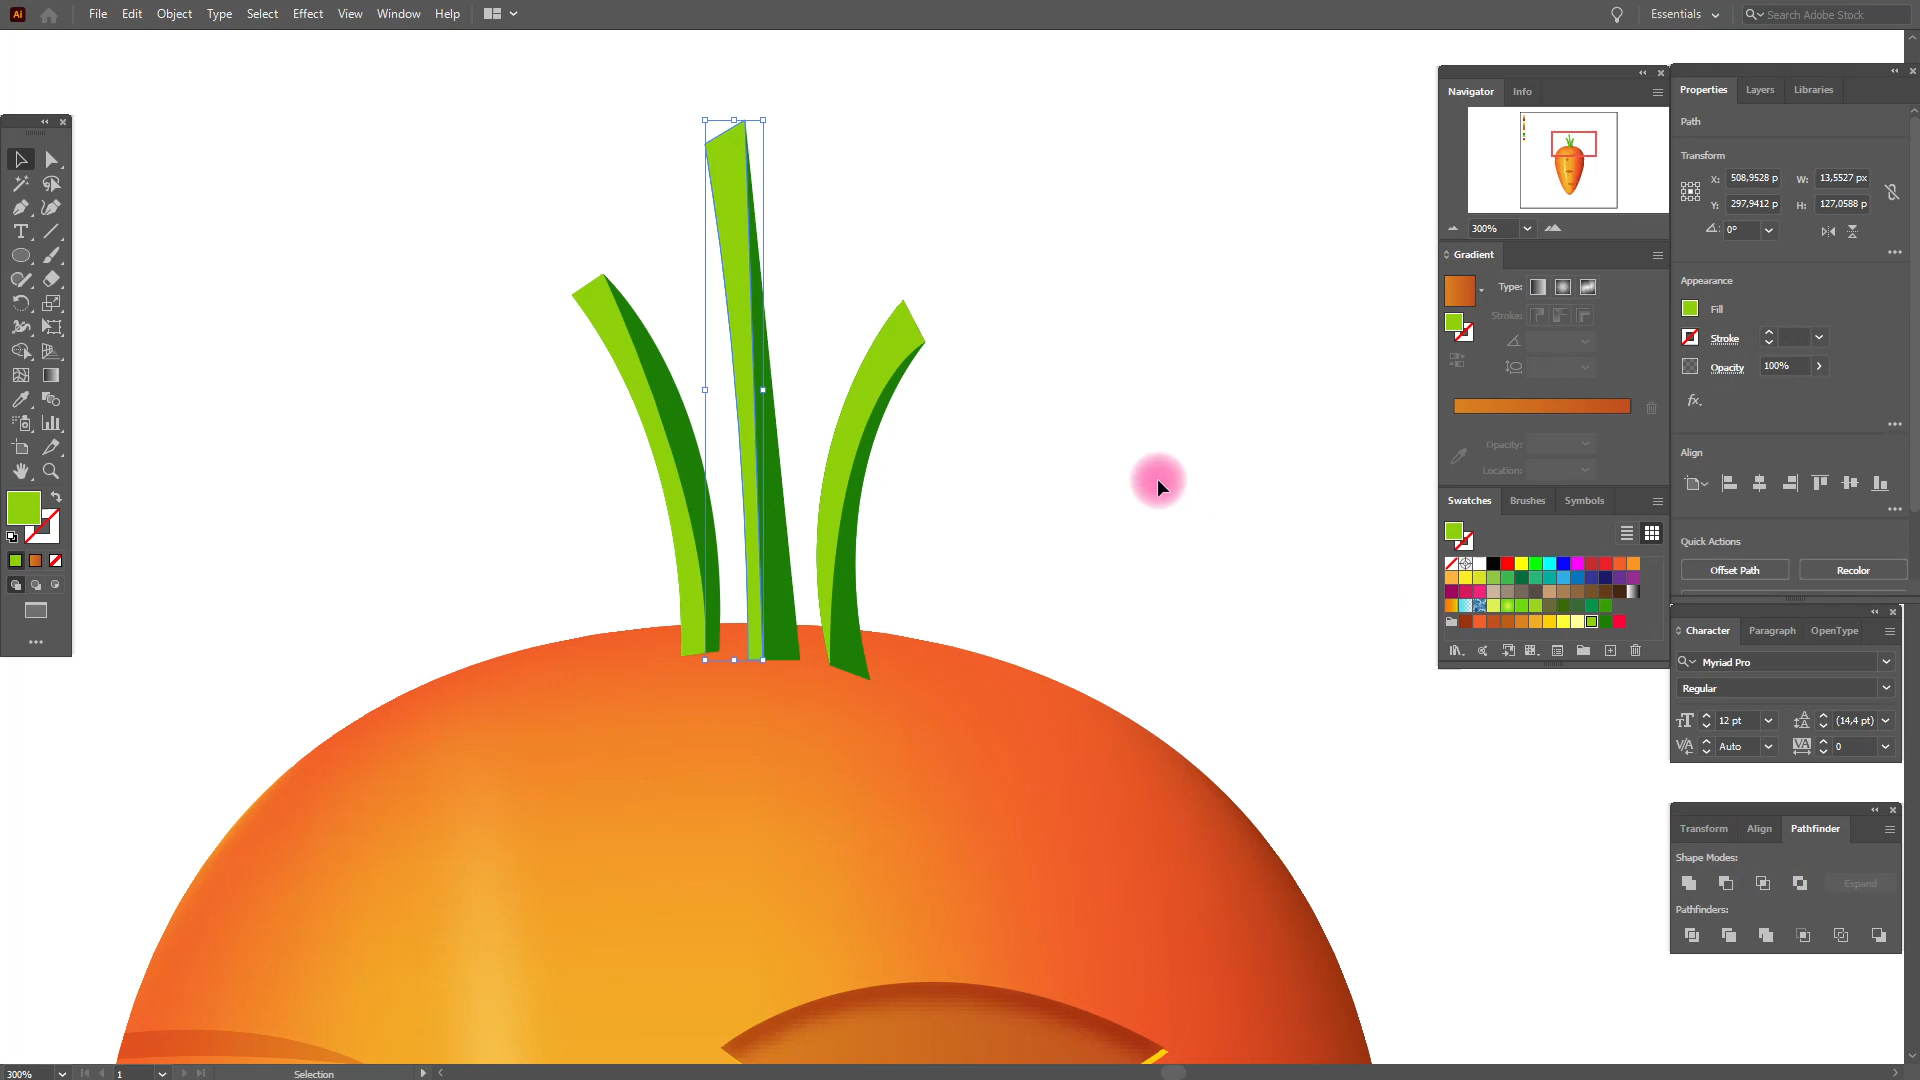 Ai File Edit Object Type Select Effect View Window Help Essentials Search Adobe Stock
Navigator Info
300%
Gradient
Type:
Stroke:
Opacity:
Location:
Swatches Brushes Symbols
Properties Layers Libraries
Path
Transform
X: 508,9528 p W: 13,5527 px
Y: 297,9412 p H: 127,0588 p
0°
Appearance
Fill
Stroke
Opacity 100%
fx.
Align
Quick Actions
Offset Path Recolor
Character Paragraph OpenType
Myriad Pro
Regular
12 pt (14,4 pt)
Auto 0
Transform Align Pathfinder
Shape Modes:
Expand
Pathfinders:
300% 1 Selection